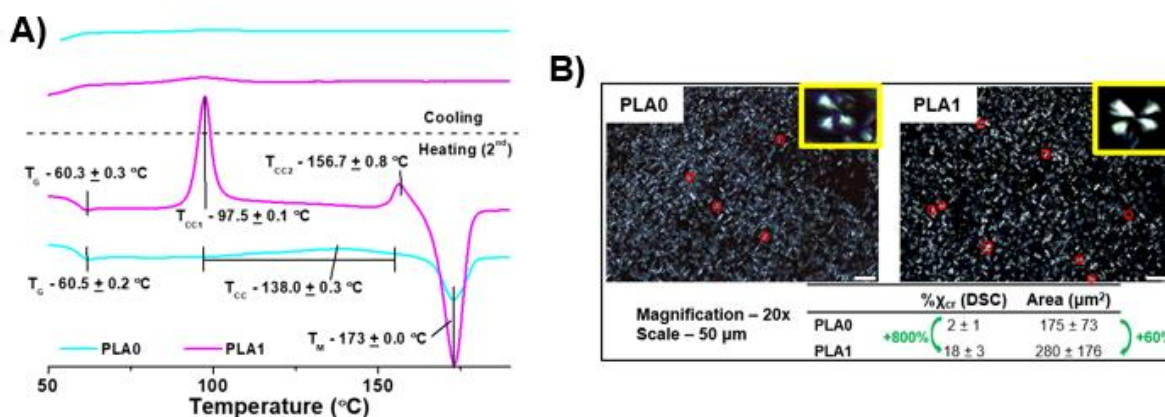 A)
Cooling
Heating (2nd)
TCC2 - 156.7 ± 0.8 °C
TG - 60.3 ± 0.3 °C
TCC1 - 97.5 ± 0.1 °C
TG - 60.5 ± 0.2 °C
TCC - 138.0 ± 0.3 °C
TM - 173 ± 0.0 °C
PLA0 PLA1
50 100 150
Temperature (°C)
B)
PLA0 PLA1
%χcr (DSC) Area (µm²)
Magnification – 20x
Scale – 50 µm
PLA0 2 ± 1 175 ± 73
+800% +60%
PLA1 18 ± 3 280 ± 176